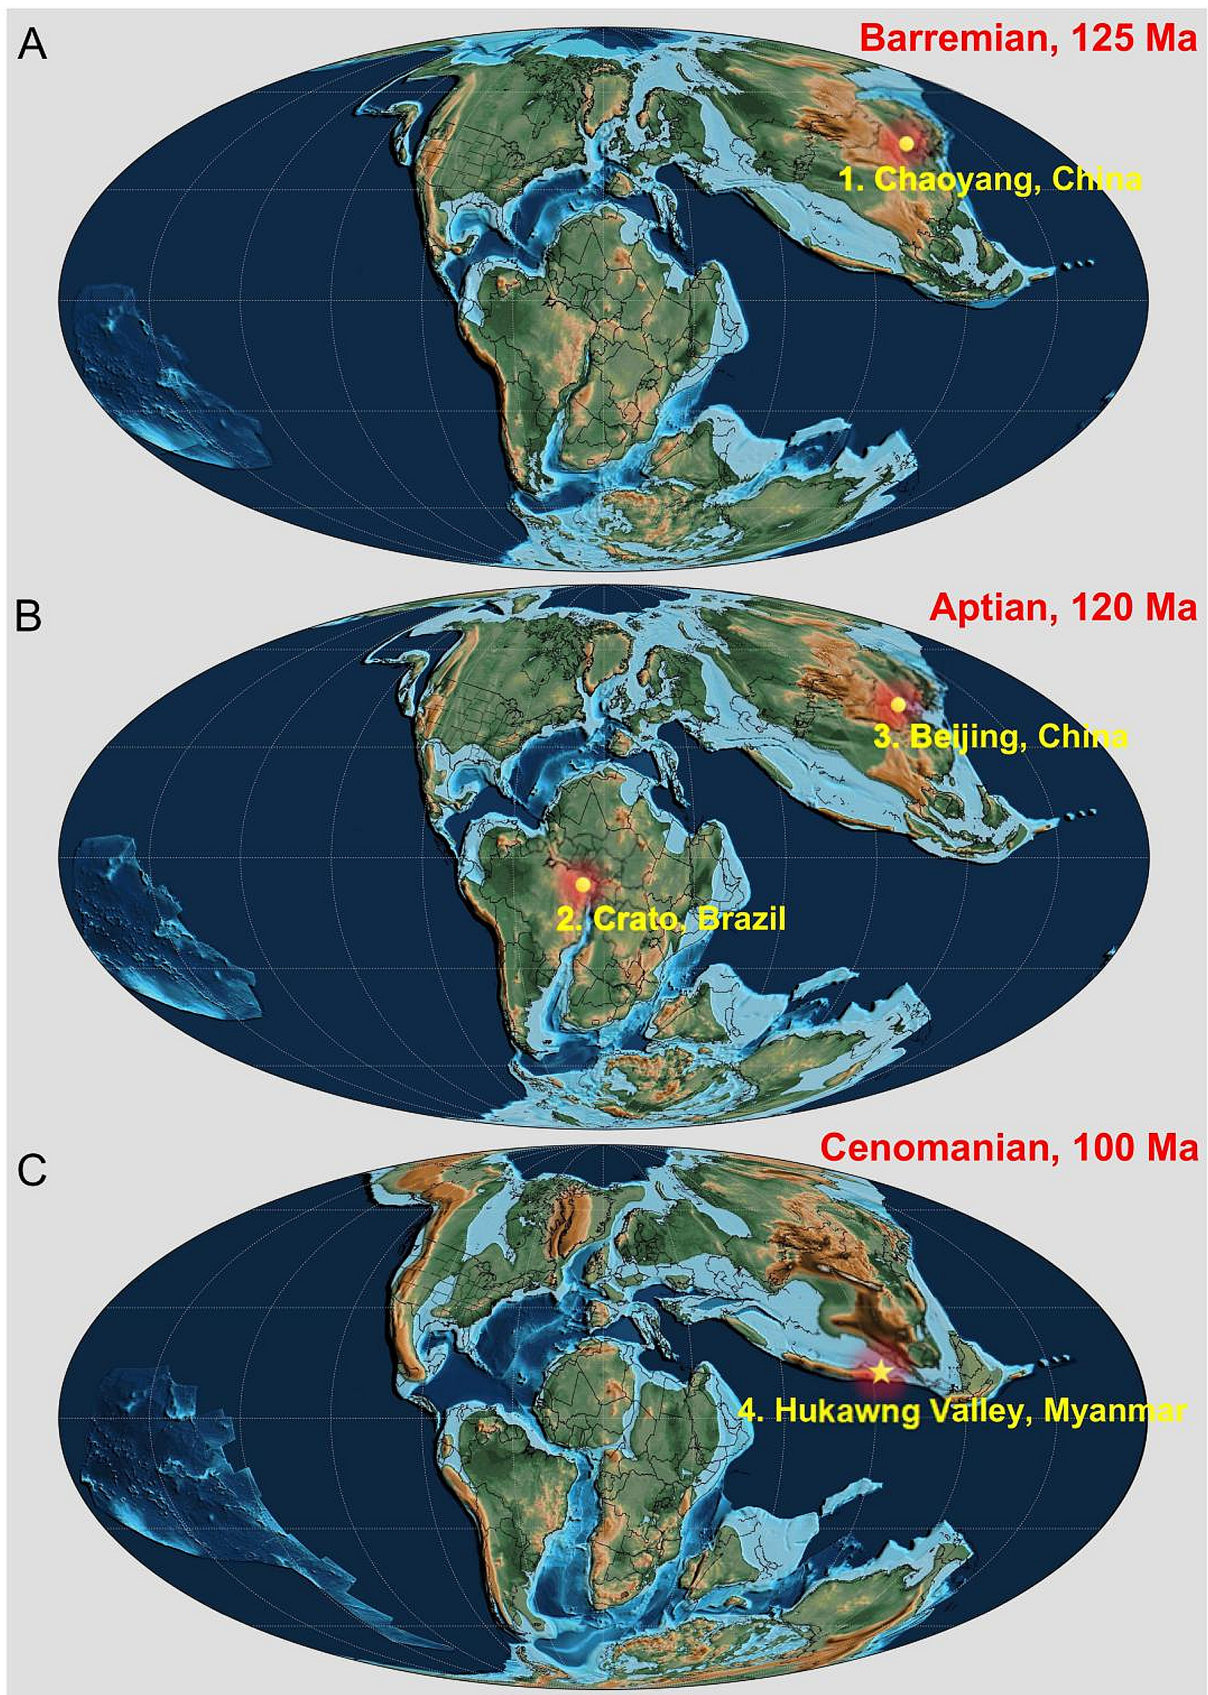 A
Barremian, 125 Ma
1. Chaoyang, China
B
Aptian, 120 Ma
3. Beijing, China
2. Crato, Brazil
C
Cenomanian, 100 Ma
4. Hukawng Valley, Myanmar